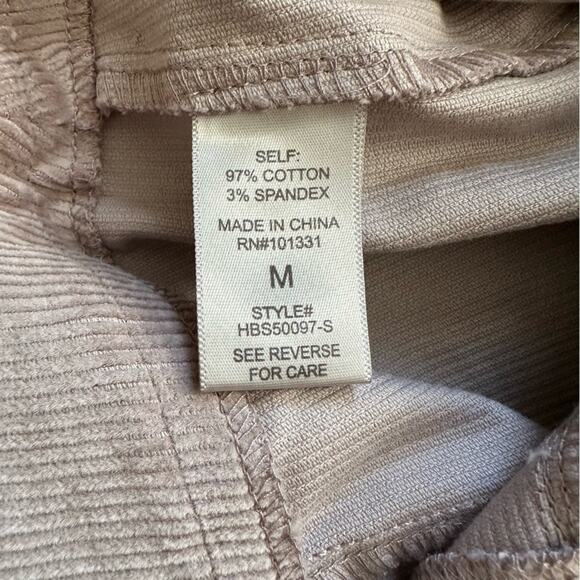 SELF:
97% COTTON
3% SPANDEX
MADE IN CHINA
RN#101331
M
STYLE#
HBS50097-S
SEE REVERSE
FOR CARE